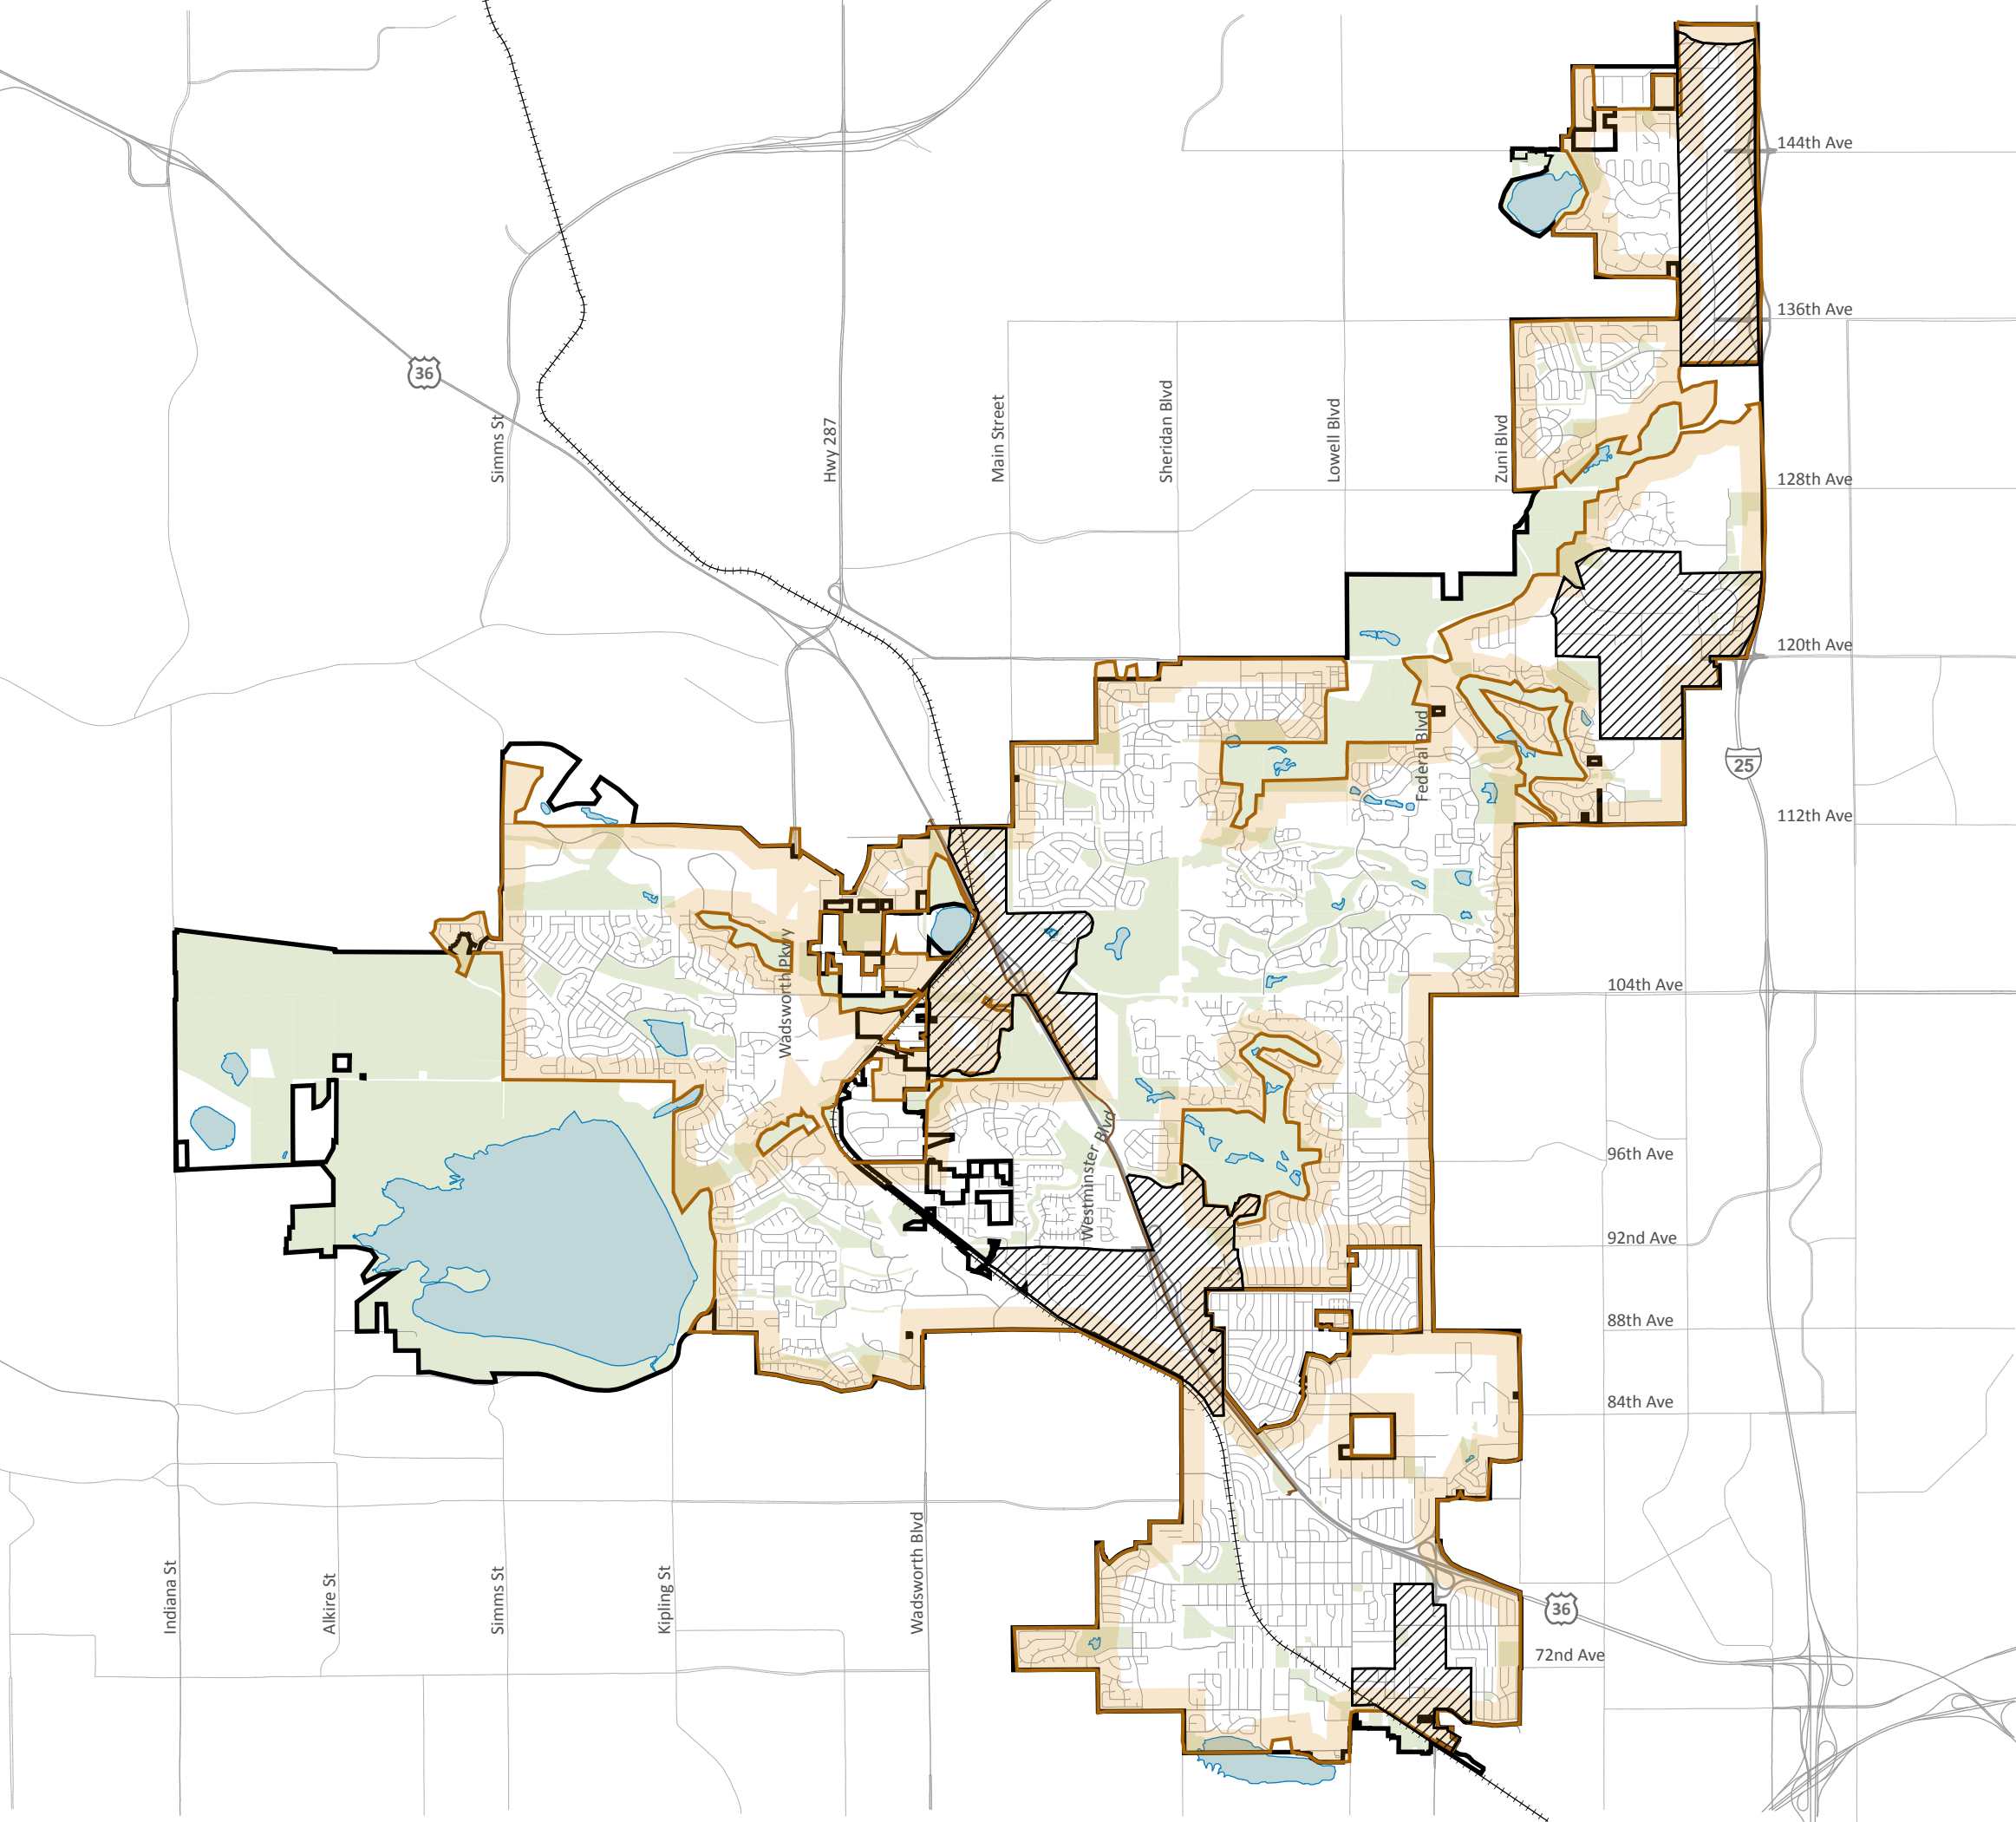 144th Ave
136th Ave
36
Simms St
Hwy 287
Main Street
Sheridan Blvd
Lowell Blvd
Zuni Blvd
128th Ave
120th Ave
Federal Blvd
25
112th Ave
Wadsworth Pkwy
104th Ave
Westminster Blvd
96th Ave
92nd Ave
88th Ave
84th Ave
Indiana St
Alkire St
Simms St
Kipling St
Wadsworth Blvd
36
72nd Ave